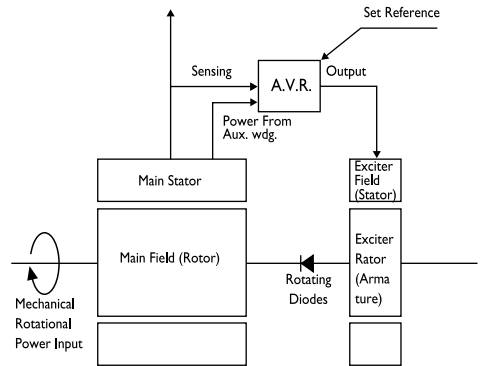 Set Reference
Sensing
A.V.R.
Output
Power From
Aux. wdg.
Main Stator
Exciter
Field
(Stator)
Main Field (Rotor)
Exciter
Rator
(Arma
ture)
Rotating
Diodes
Mechanical
Rotational
Power Input